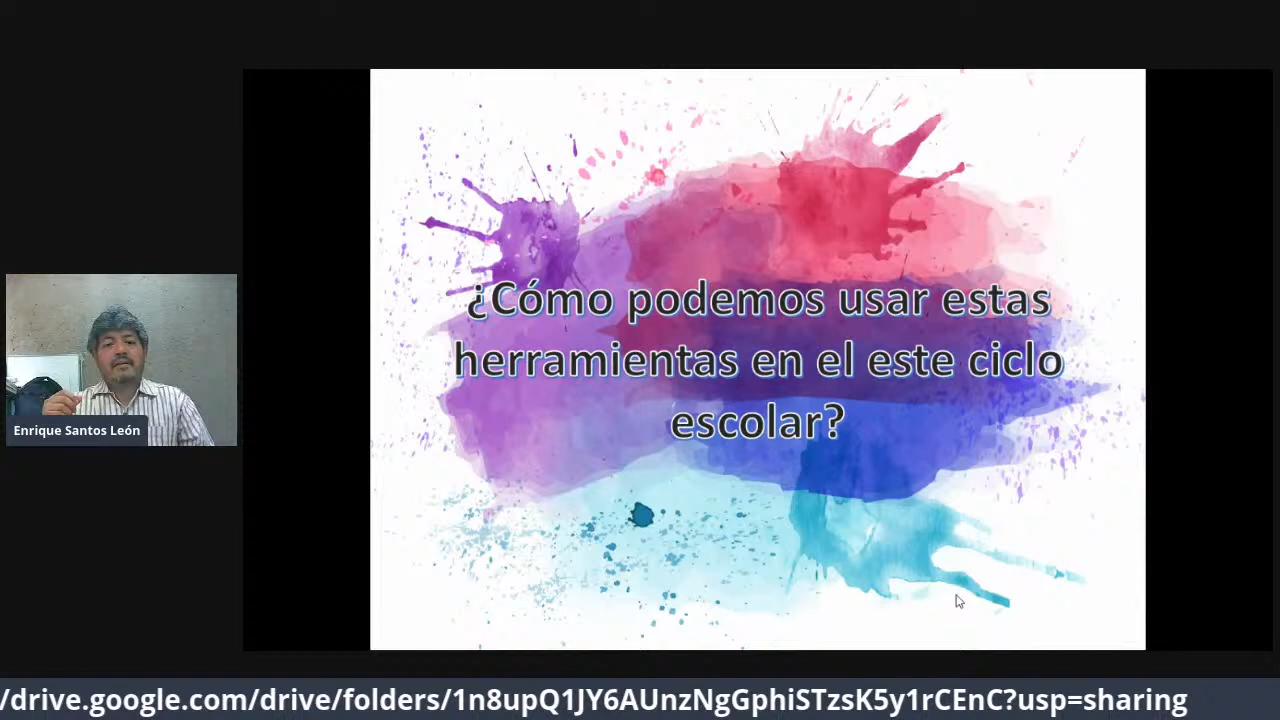 ¿Cómo podemos usar estas
herramientas en el este ciclo
escolar?
Enrique Santos León
/drive.google.com/drive/folders/1n8upQ1JY6AUnzNgGphiSTzsK5y1rCEnC?usp=sharing